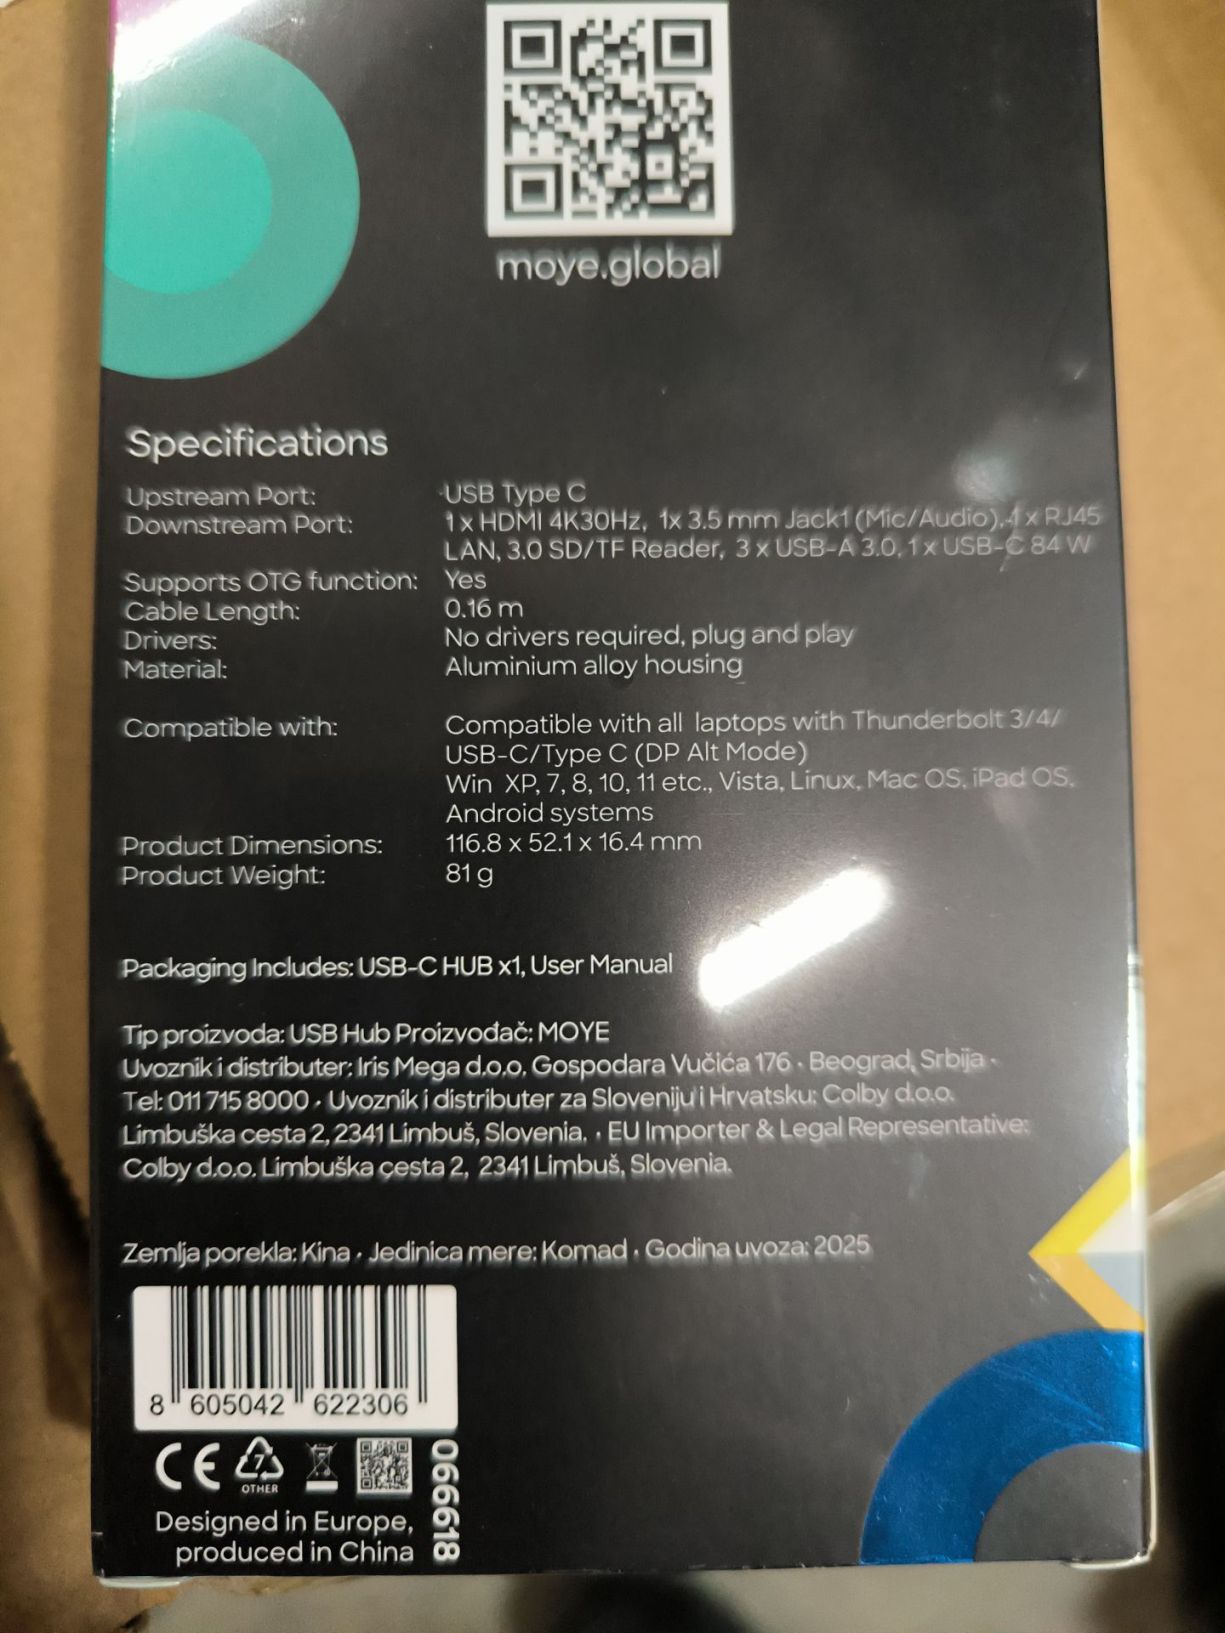 moye.global
Specifications
Upstream Port: USB Type C
Downstream Port: 1 x HDMI 4K30Hz, 1x 3.5 mm Jack1 (Mic/Audio), 1 x RJ45
LAN, 3.0 SD/TF Reader, 3 x USB-A 3.0, 1 x USB-C 84 W
Supports OTG function: Yes
Cable Length: 0.16 m
Drivers: No drivers required, plug and play
Material: Aluminium alloy housing
Compatible with: Compatible with all laptops with Thunderbolt 3/4/
USB-C/Type C (DP Alt Mode)
Win XP, 7, 8, 10, 11 etc., Vista, Linux, Mac OS, iPad OS,
Android systems
Product Dimensions: 116.8 x 52.1 x 16.4 mm
Product Weight: 81 g
Packaging Includes: USB-C HUB x1, User Manual
Tip proizvoda: USB Hub Proizvođač: MOYE
Uvoznik i distributer: Iris Mega d.o.o. Gospodara Vučića 176 · Beograd, Srbija ·
Tel: 011 715 8000 · Uvoznik i distributer za Sloveniju i Hrvatsku: Colby d.o.o.
Limbuška cesta 2, 2341 Limbuš, Slovenia. · EU Importer & Legal Representative:
Colby d.o.o. Limbuška cesta 2, 2341 Limbuš, Slovenia.
Zemlja porekla: Kina · Jedinica mere: Komad · Godina uvoza: 2025
8 605042 622306
CE 7 OTHER
066618
Designed in Europe,
produced in China